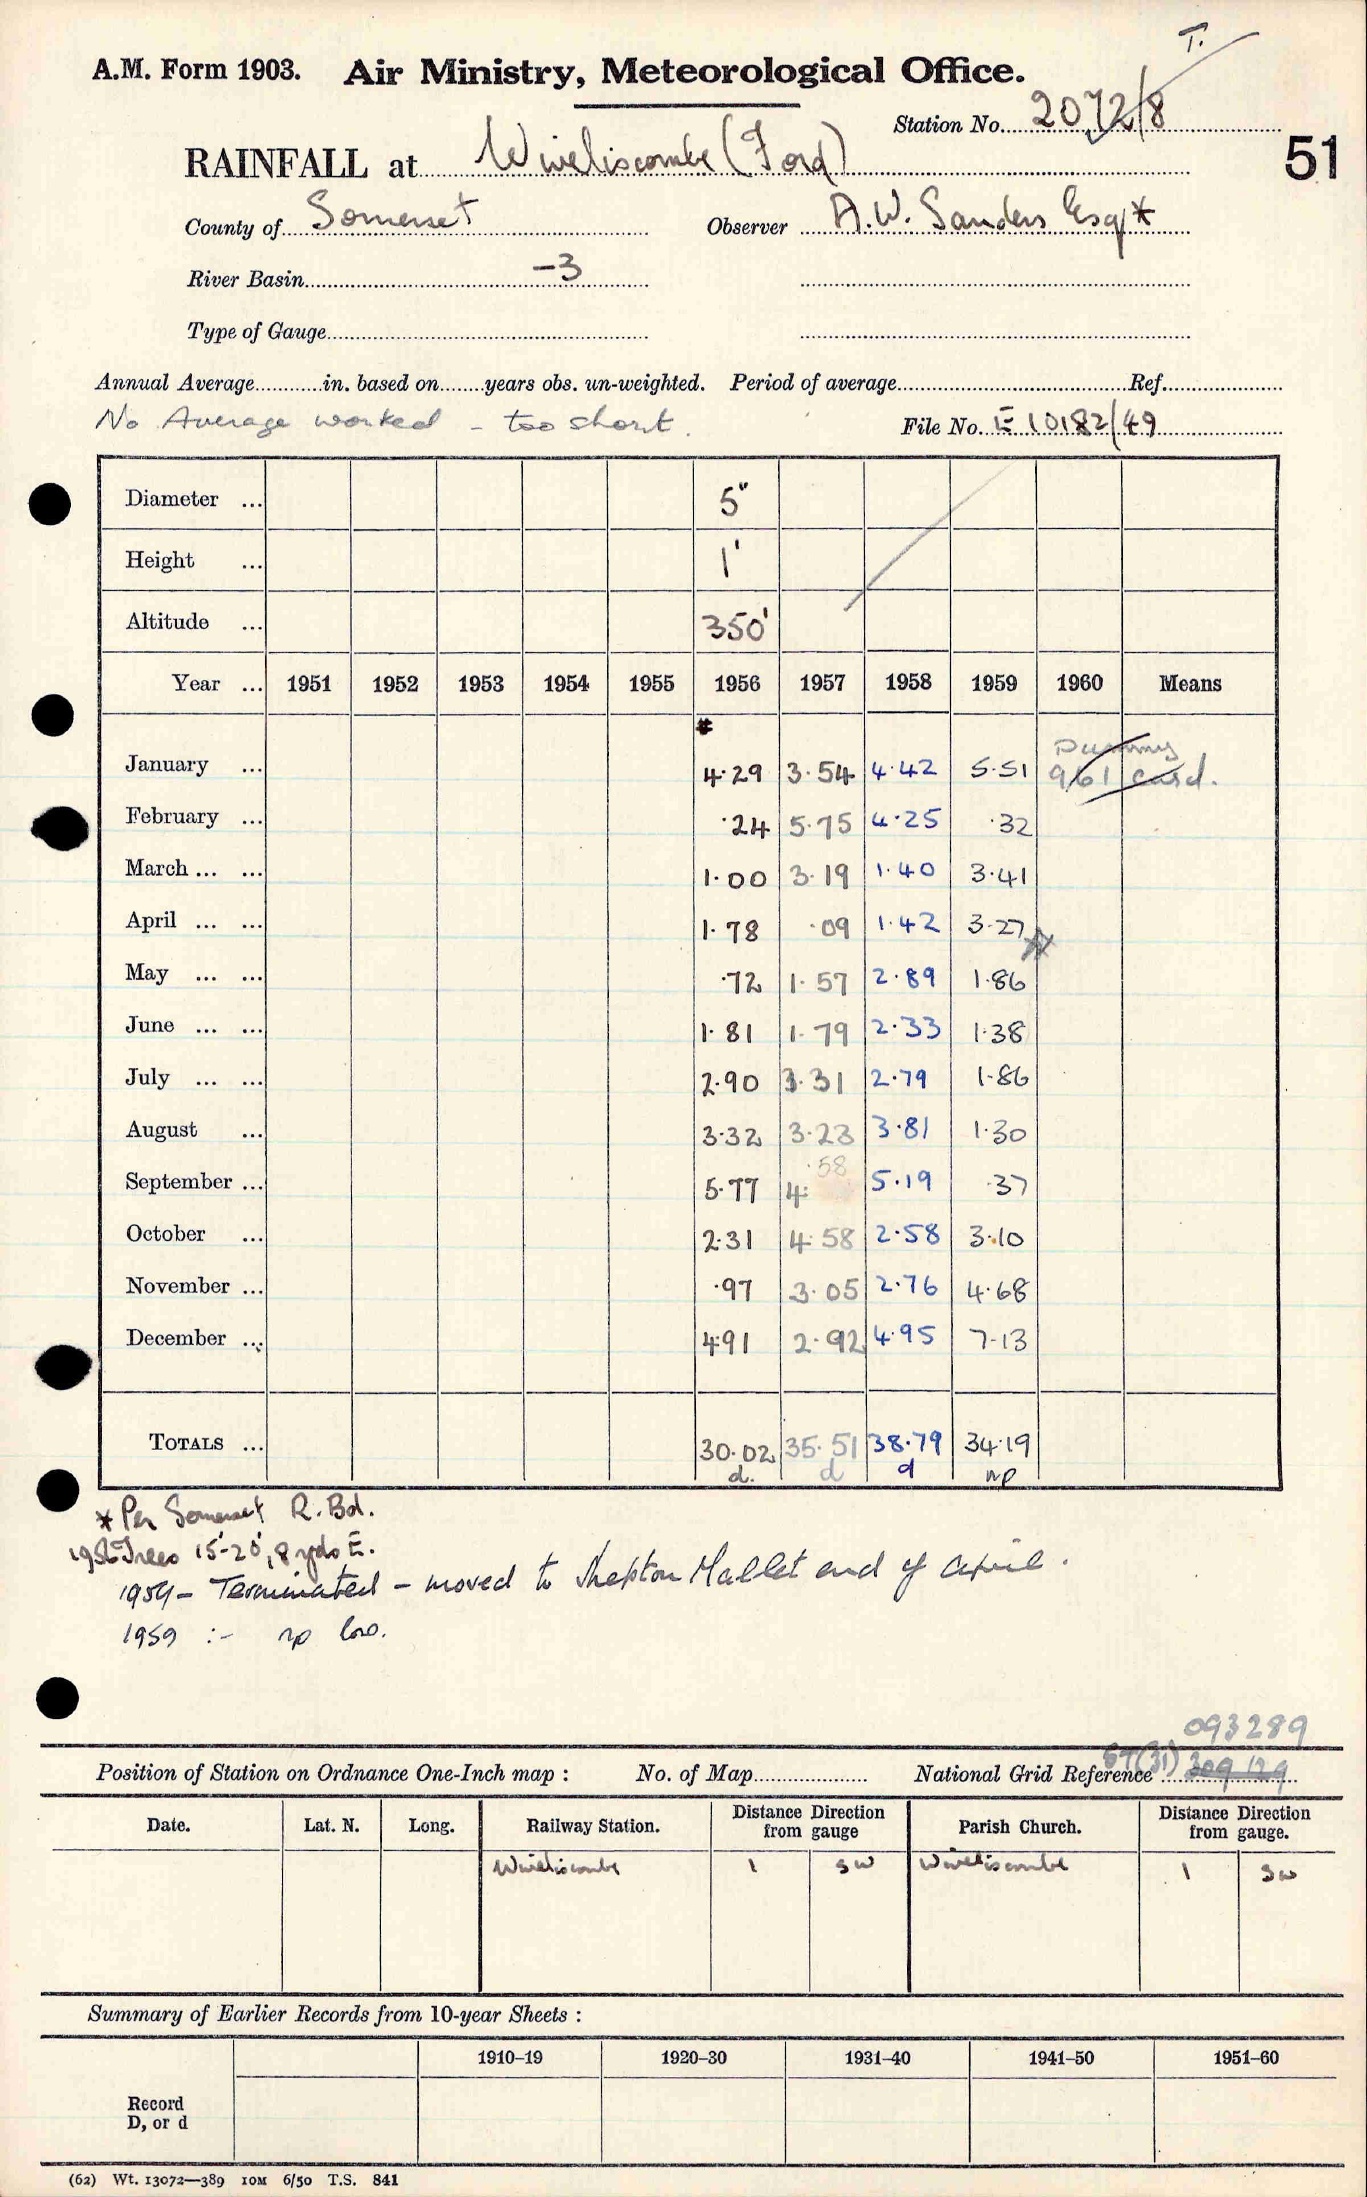 T.
A.M. Form 1903. Air Ministry, Meteorological Office.
Station No. 2072/8
51
RAINFALL at Wiveliscombe (Ford)
County of Somerset Observer A.W. Sanders Esq *
River Basin -3
Type of Gauge
Annual Average in. based on years obs. un-weighted. Period of average Ref.
No Average worked - too short. File No. E 10182/49
Diameter ... 5"
Height ... 1'
Altitude ... 350'
Year ... 1951 1952 1953 1954 1955 1956 1957 1958 1959 1960 Means
*
January ... 4.29 3.54 4.42 5.51 Dummy 961 card.
February ... .24 5.75 4.25 .32
March ... ... 1.00 3.19 1.40 3.41
April ... ... 1.78 .09 1.42 3.27
May ... ... .72 1.57 2.89 1.86
June ... ... 1.81 1.79 2.33 1.38
July ... ... 2.90 3.31 2.79 1.86
August ... 3.32 3.23 3.81 1.30
September ... 5.77 4. .58 5.19 .37
October ... 2.31 4.58 2.58 3.10
November ... .97 3.05 2.76 4.68
December ... 4.91 2.92 4.95 7.13
TOTALS ... 30.02 35.51 38.79 34.19
d. d d np
* Per Somerset R. Bd.
1956 Trees 15'-20', 8 yds E.
1959 - Terminated - moved to Shepton Mallet end of April.
1959 :- np
093289
Position of Station on Ordnance One-Inch map : No. of Map National Grid Reference ST(31) 309 129
Date. Lat. N. Long. Railway Station. Distance Direction from gauge Parish Church. Distance Direction from gauge.
Wiveliscombe 1 SW Wiveliscombe 1 SW
Summary of Earlier Records from 10-year Sheets :
1910–19 1920–30 1931–40 1941–50 1951–60
Record
D, or d
(62) Wt. 13072—389 10M 6/50 T.S. 841